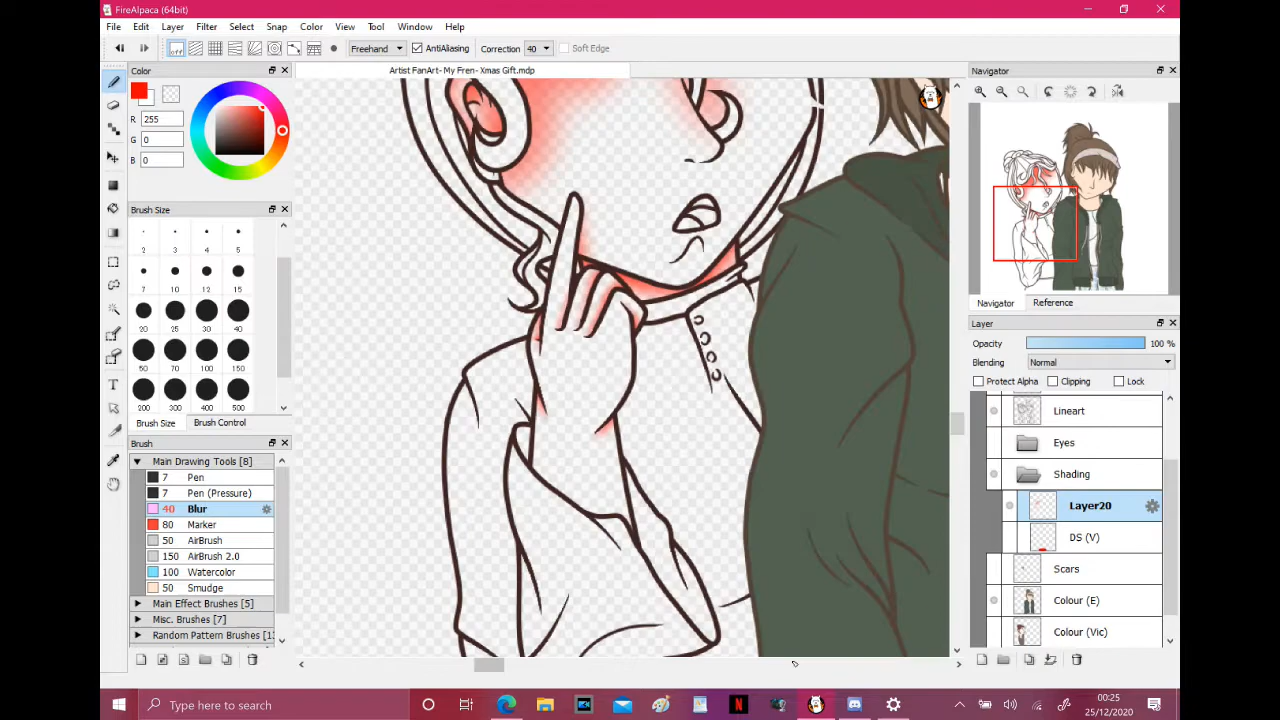 FireAlpaca (64bit)
File Edit Layer Filter Select Snap Color View Tool Window Help
off Freehand AntiAliasing Correction 40 Soft Edge
Color
Artist FanArt- My Fren- Xmas Gift.mdp
Navigator
R 255
G 0
B 0
Brush Size
2 3 4 5
7 10 12 15
20 25 30 40
50 70 100 150
200 300 400 500
Brush Size Brush Control
Brush
Main Drawing Tools [8]
7 Pen
7 Pen (Pressure)
40 Blur
80 Marker
50 AirBrush
150 AirBrush 2.0
100 Watercolor
50 Smudge
Main Effect Brushes [5]
Misc. Brushes [7]
Random Pattern Brushes [1
Navigator Reference
Layer
Opacity 100 %
Blending Normal
Protect Alpha Clipping Lock
Lineart
Eyes
Shading
Layer20
DS (V)
Scars
Colour (E)
Colour (Vic)
Type here to search
N
00:25
25/12/2020